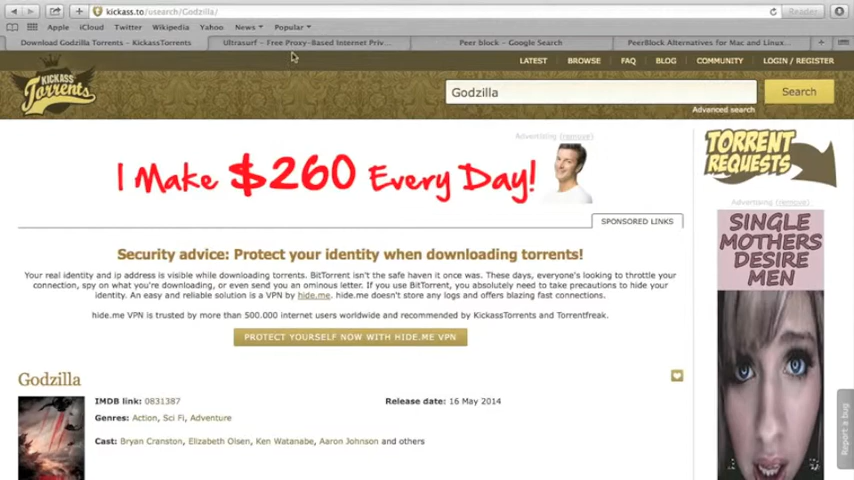 kickass.to/usearch/Godzilla/
Reader
Apple iCloud Twitter Wikipedia Yahoo News Popular
Download Godzilla Torrents – KickassTorrents
Ultrasurf – Free Proxy-Based Internet Priv...
Peer block – Google Search
PeerBlock Alternatives for Mac and Linux...
KICKASS
Torrents
LATEST BROWSE FAQ BLOG COMMUNITY LOGIN / REGISTER
Godzilla
Search
Advanced search
Advertising (remove)
I Make $260 Every Day!
TORRENT
REQUESTS
Advertising (remove)
SPONSORED LINKS
SINGLE
MOTHERS
DESIRE
MEN
Security advice: Protect your identity when downloading torrents!
Your real identity and ip address is visible while downloading torrents. BitTorrent isn't the safe haven it once was. These days, everyone's looking to throttle your
connection, spy on what you're downloading, or even send you an ominous letter. If you use BitTorrent, you absolutely need to take precautions to hide your
identity. An easy and reliable solution is a VPN by hide.me. hide.me doesn't store any logs and offers blazing fast connections.
hide.me VPN is trusted by more than 500.000 internet users worldwide and recommended by KickassTorrents and Torrentfreak.
PROTECT YOURSELF NOW WITH HIDE.ME VPN
Godzilla
IMDB link: 0831387
Release date: 16 May 2014
Genres: Action, Sci Fi, Adventure
Cast: Bryan Cranston, Elizabeth Olsen, Ken Watanabe, Aaron Johnson and others
Report a bug